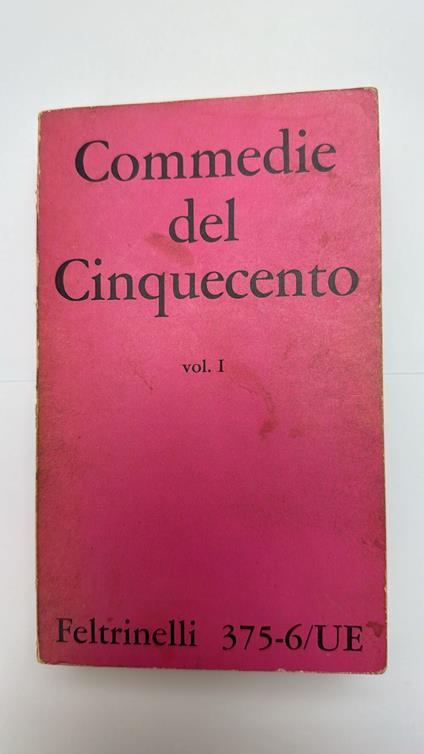 Commedie
del
Cinquecento
vol. I
Feltrinelli 375-6/UE